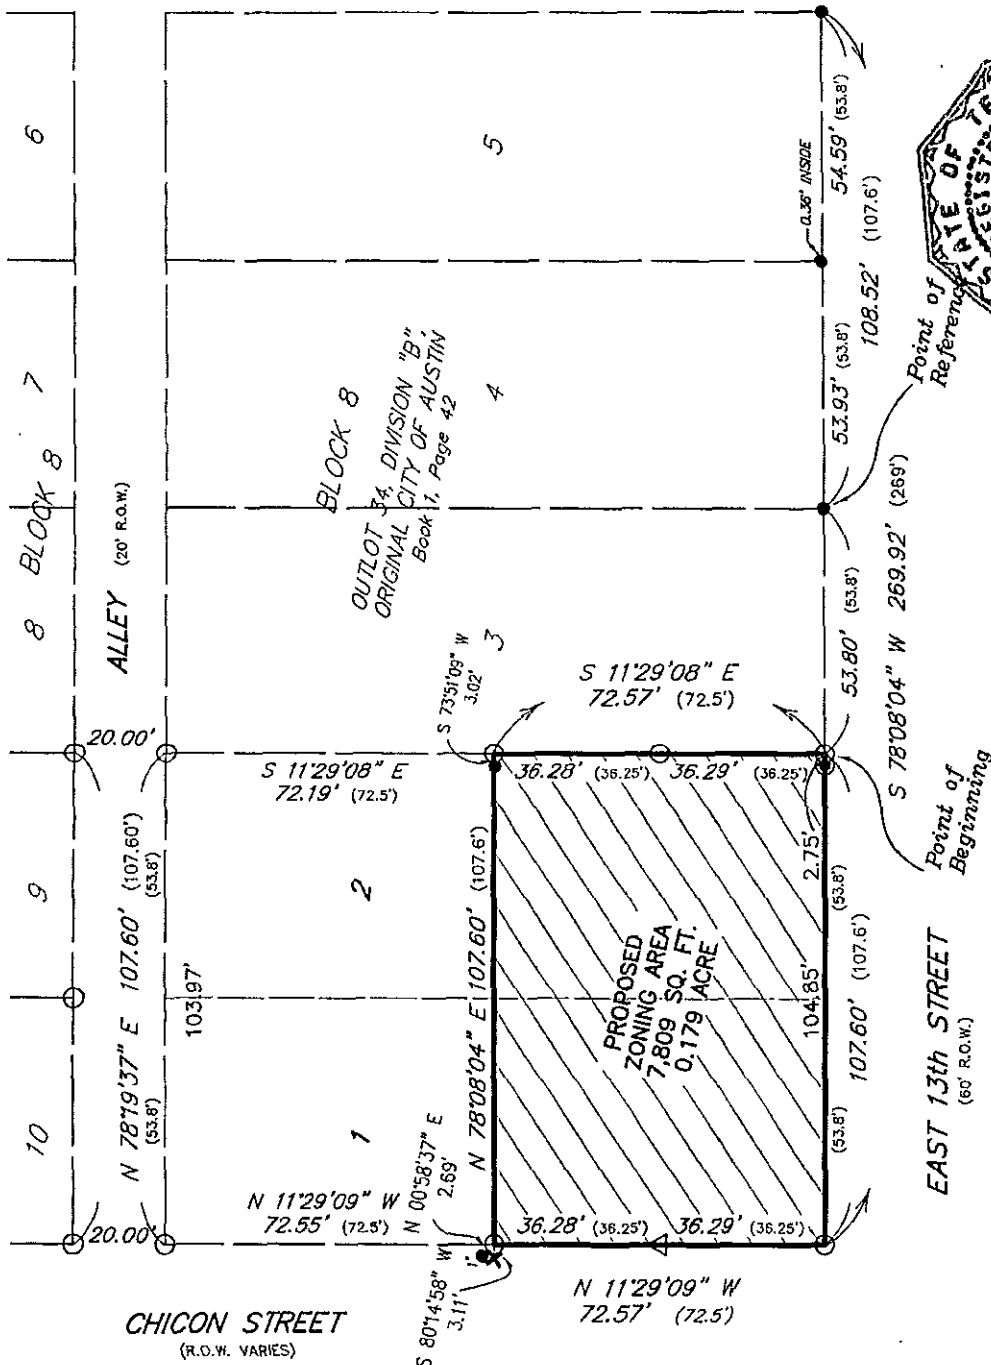 6
7
BLOCK 8
8
9
10
ALLEY (20' R.O.W.)
5
4
3
2
1
BLOCK 8
OUTLOT 34, DIVISION "B",
ORIGINAL CITY OF AUSTIN
Book 1, Page 42
0.36' INSIDE
54.59' (53.8')
108.52' (107.6')
53.93' (53.8')
Point of
Reference
STATE OF
53.80' (53.8')
S 78°08'04" W 269.92' (269')
Point of
Beginning
S 73°51'09" W
3.02'
S 11°29'08" E
72.57' (72.5')
20.00'
S 11°29'08" E
72.19' (72.5')
36.28' (36.25') 36.29' (36.25')
2.75'
N 78°19'37" E 107.60' (107.60')
(53.8') (53.8')
103.97'
N 78°08'04" E 107.60' (107.6')
PROPOSED
ZONING AREA
7,809 SQ. FT.
0.179 ACRE
104.85'
(53.8') (53.8')
107.60' (107.6')
EAST 13th STREET
(60' R.O.W.)
20.00'
N 11°29'09" W
72.55' (72.5')
N 00°58'37" E
2.69'
36.28' (36.25') 36.29' (36.25')
1'
S 80°14'58" W
3.11'
N 11°29'09" W
72.57' (72.5')
CHICON STREET
(R.O.W. VARIES)